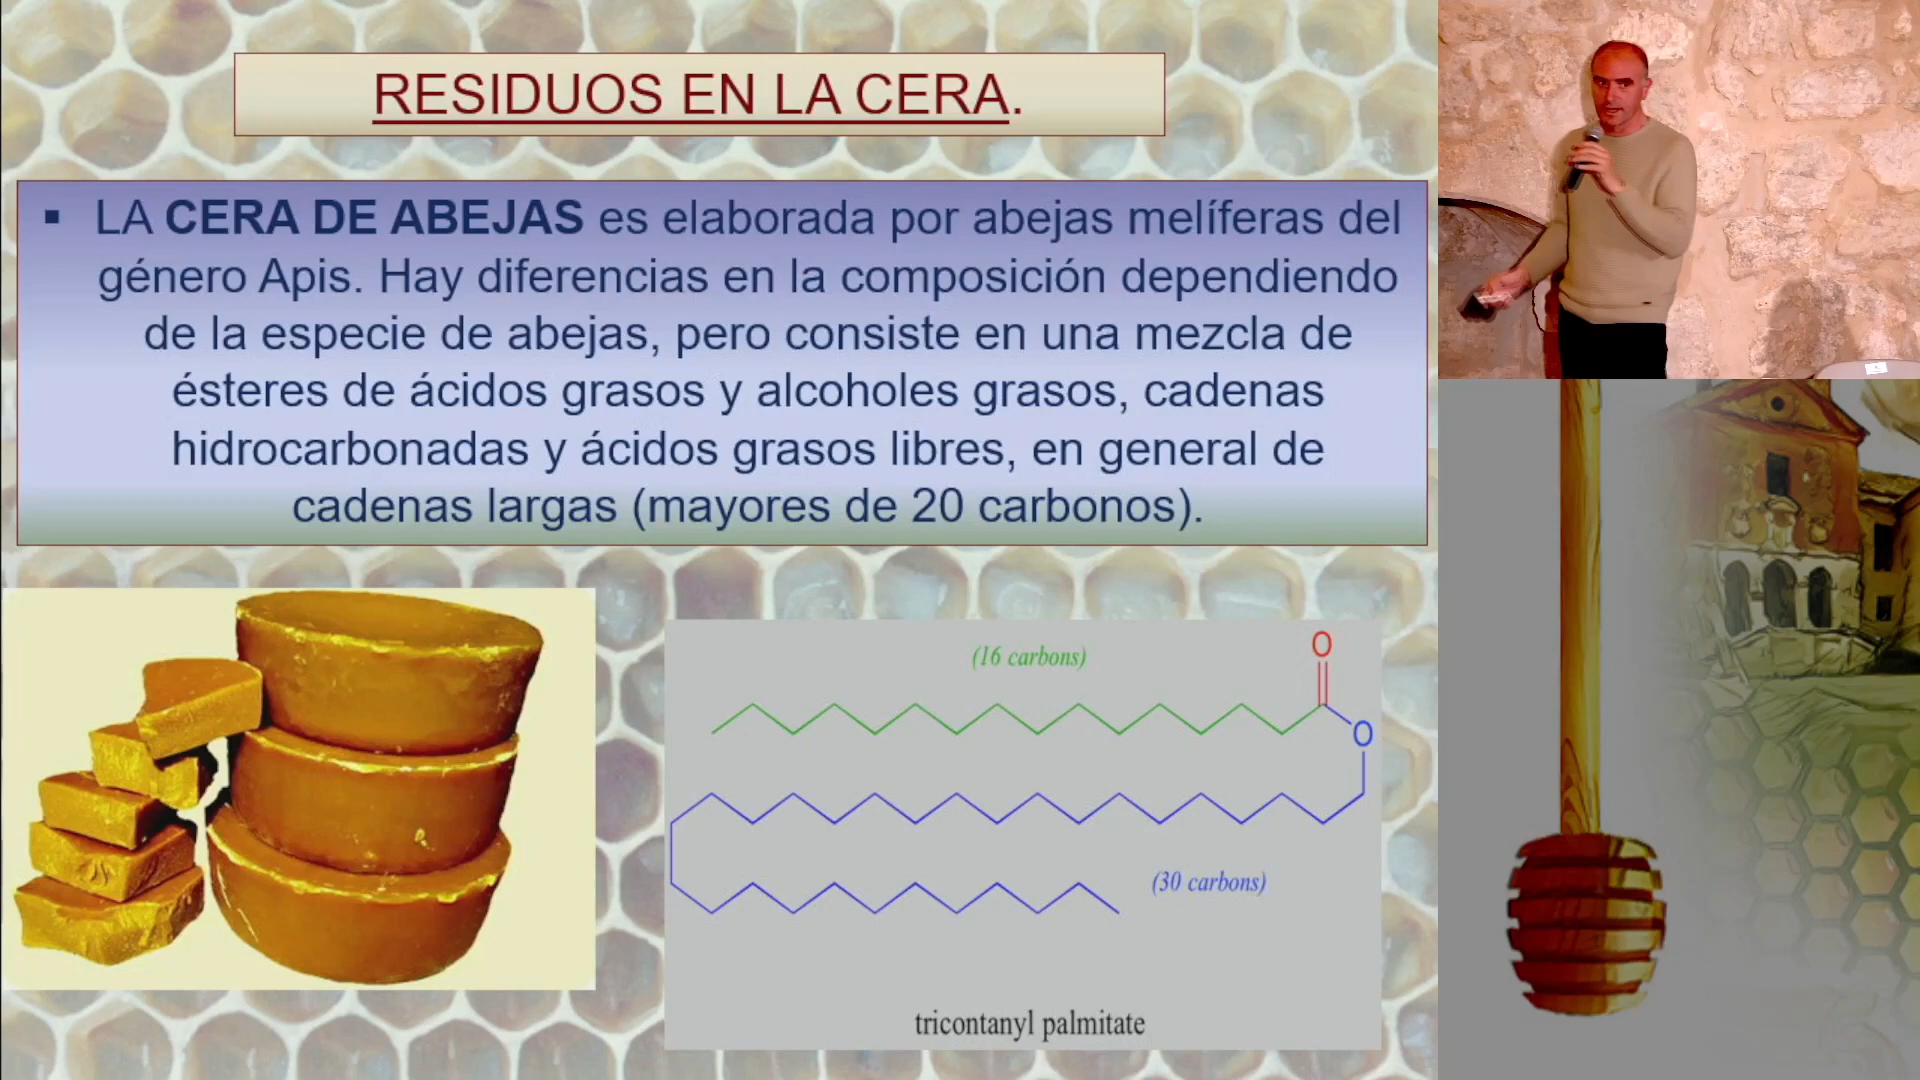 RESIDUOS EN LA CERA.
▪ LA CERA DE ABEJAS es elaborada por abejas melíferas del
género Apis. Hay diferencias en la composición dependiendo
de la especie de abejas, pero consiste en una mezcla de
ésteres de ácidos grasos y alcoholes grasos, cadenas
hidrocarbonadas y ácidos grasos libres, en general de
cadenas largas (mayores de 20 carbonos).
(16 carbons)
O
O
(30 carbons)
tricontanyl palmitate